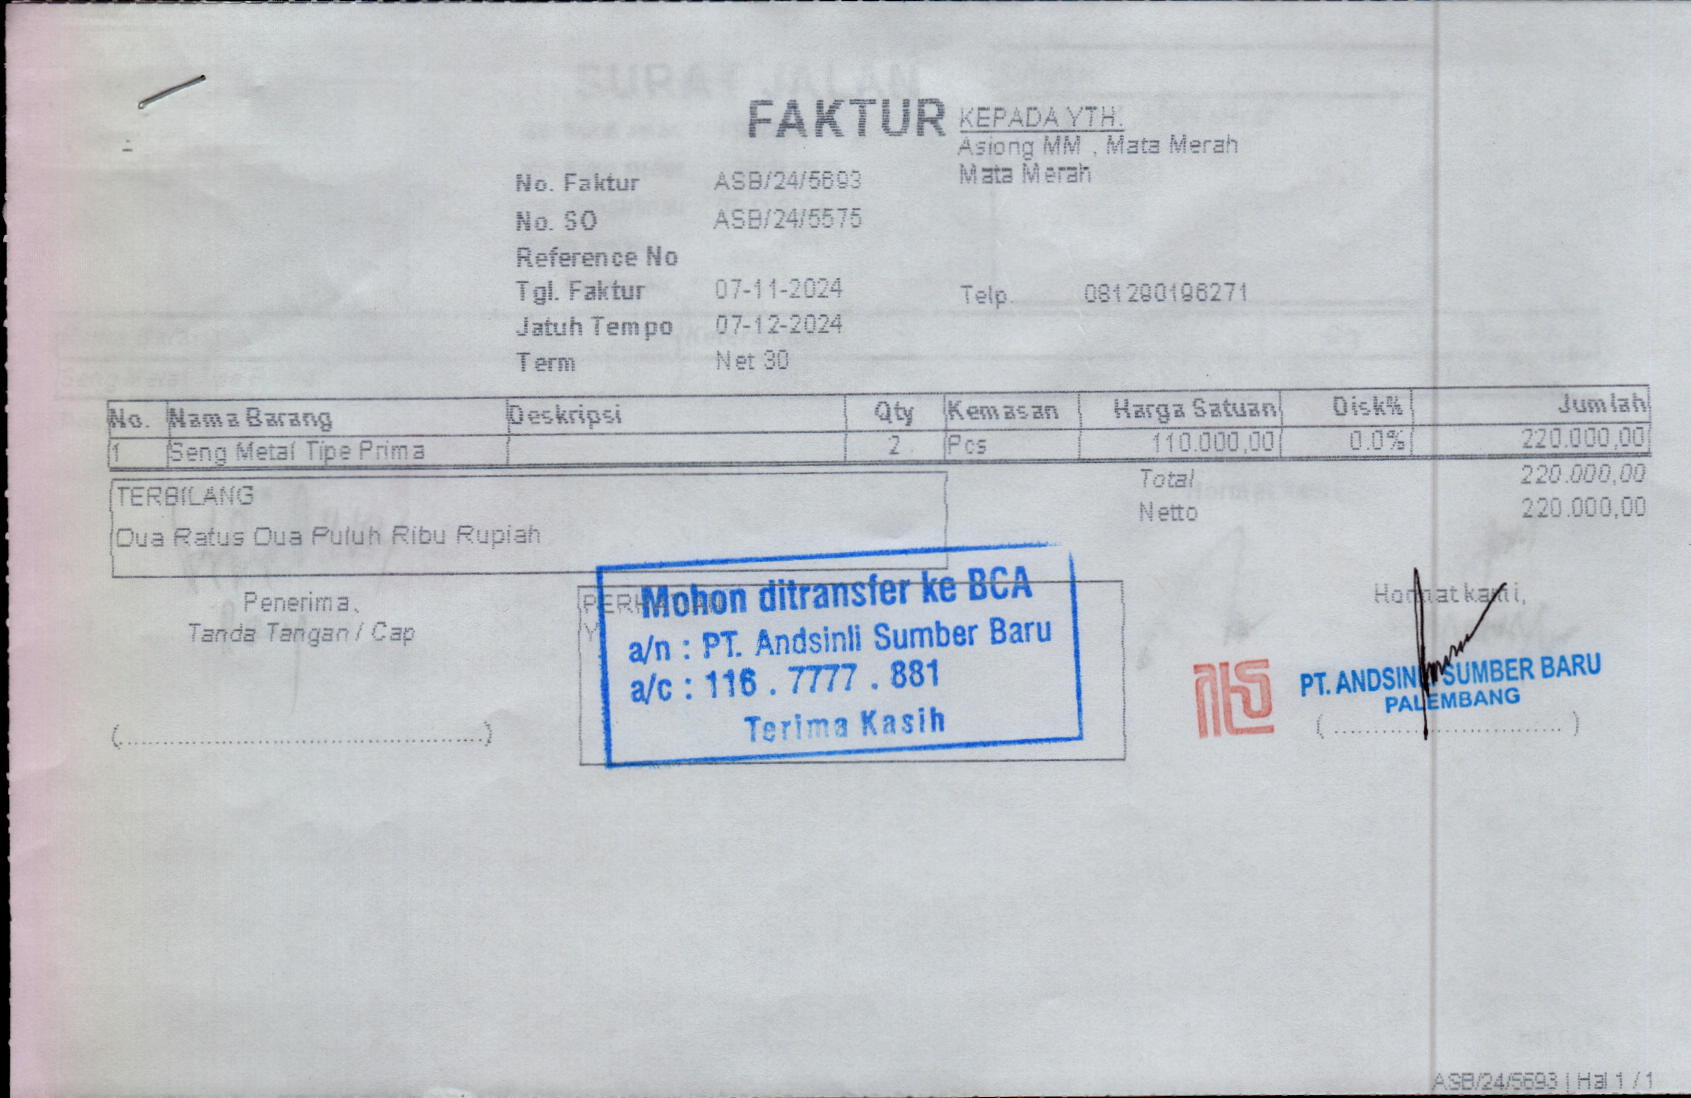 FAKTUR
KEPADA YTH:
Asiong MM , Mata Merah
Mata Merah
No. Faktur ASB/24/5693
No. SO ASB/24/5575
Reference No
Tgl. Faktur 07-11-2024
Telp. 081290196271
Jatuh Tempo 07-12-2024
Term Net 30
No. Nama Barang Deskripsi Qty Kemasan Harga Satuan Disk% Jumlah
1 Seng Metal Tipe Prima 2 Pcs 110.000,00 0.0% 220.000,00
Total 220.000,00
Netto 220.000,00
TERBILANG
Dua Ratus Dua Puluh Ribu Rupiah
Penerima,
Tanda Tangan / Cap
(................................................)
Mohon ditransfer ke BCA
a/n : PT. Andsinli Sumber Baru
a/c : 116 . 7777 . 881
Terima Kasih
Hormat kami,
PT. ANDSINLI SUMBER BARU
PALEMBANG
( .............................. )
ASB/24/5693 | Hal 1 / 1